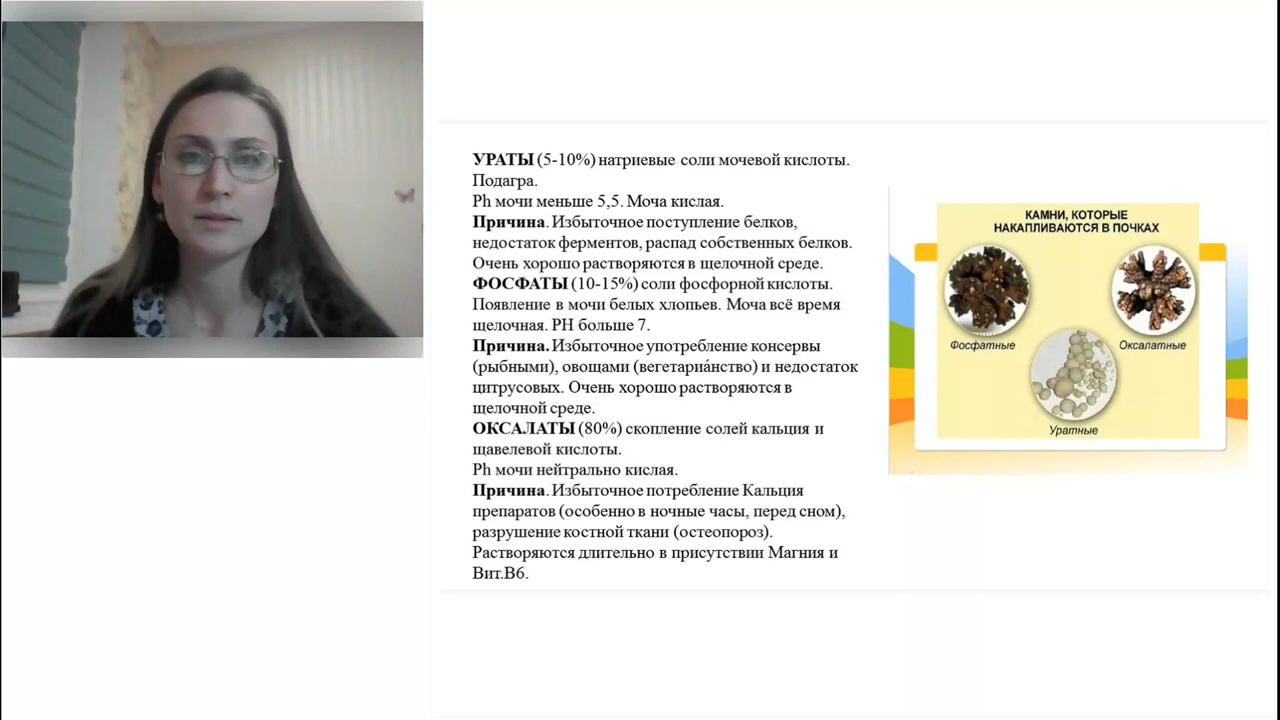 УРАТЫ (5-10%) натриевые соли мочевой кислоты.
Подагра.
Ph мочи меньше 5,5. Моча кислая.
Причина. Избыточное поступление белков,
недостаток ферментов, распад собственных белков.
Очень хорошо растворяются в щелочной среде.
ФОСФАТЫ (10-15%) соли фосфорной кислоты.
Появление в мочи белых хлопьев. Моча всё время
щелочная. РН больше 7.
Причина. Избыточное употребление консервы
(рыбными), овощами (вегетариа́нство) и недостаток
цитрусовых. Очень хорошо растворяются в
щелочной среде.
ОКСАЛАТЫ (80%) скопление солей кальция и
щавелевой кислоты.
Ph мочи нейтрально кислая.
Причина. Избыточное потребление Кальция
препаратов (особенно в ночные часы, перед сном),
разрушение костной ткани (остеопороз).
Растворяются длительно в присутствии Магния и
Вит.В6.
КАМНИ, КОТОРЫЕ
НАКАПЛИВАЮТСЯ В ПОЧКАХ
Фосфатные
Оксалатные
Уратные